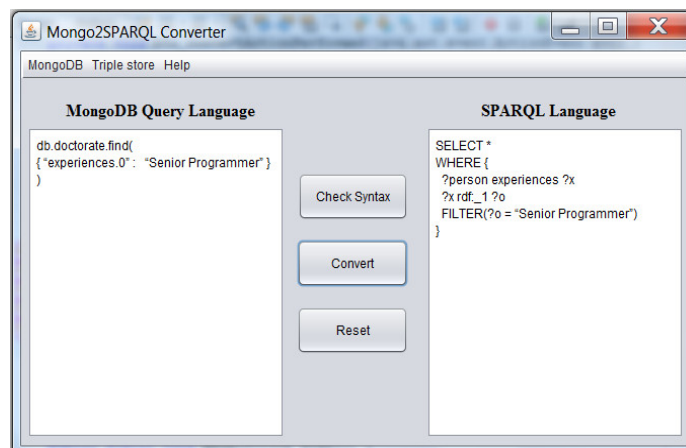 Mongo2SPARQL Converter
MongoDB Triple store Help
MongoDB Query Language
SPARQL Language
db.doctorate.find(
{ “experiences.0” : “Senior Programmer” }
)
Check Syntax
Convert
Reset
SELECT *
WHERE {
?person experiences ?x
?x rdf:_1 ?o
FILTER(?o = “Senior Programmer”)
}